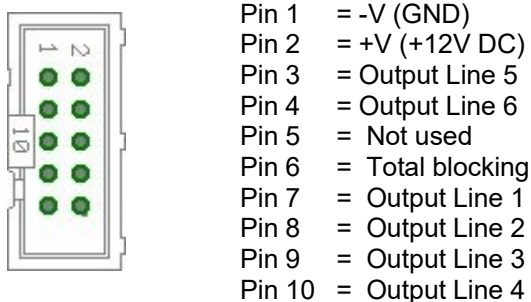 1 2
10
Pin 1 = -V (GND)
Pin 2 = +V (+12V DC)
Pin 3 = Output Line 5
Pin 4 = Output Line 6
Pin 5 = Not used
Pin 6 = Total blocking
Pin 7 = Output Line 1
Pin 8 = Output Line 2
Pin 9 = Output Line 3
Pin 10 = Output Line 4